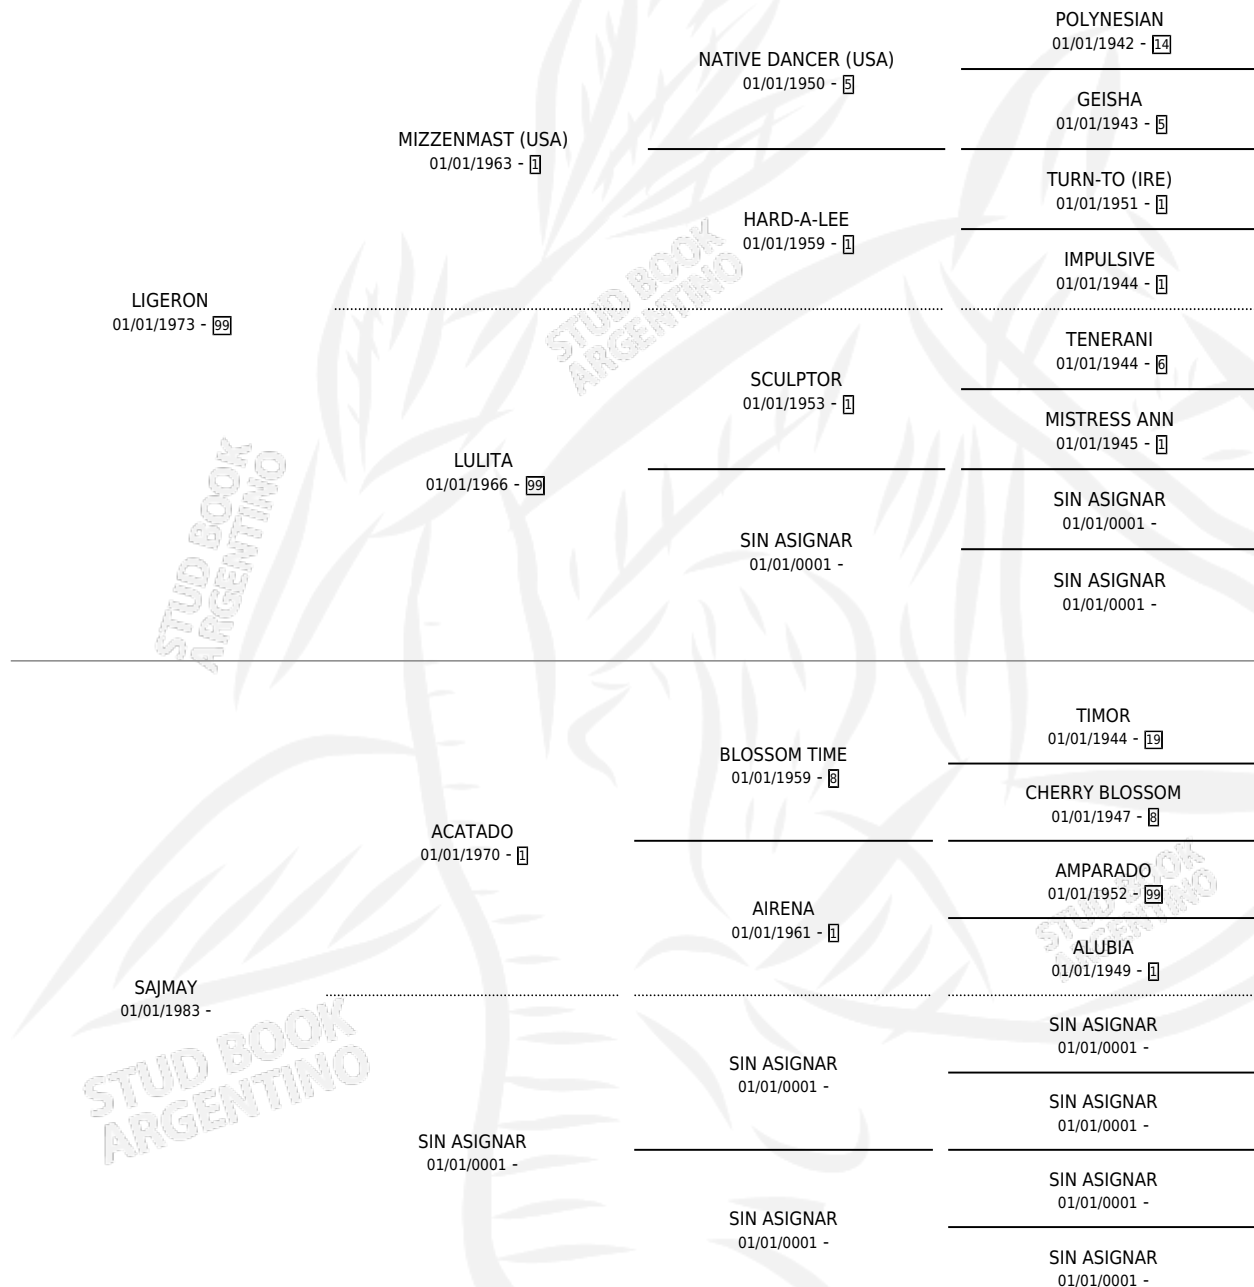 POLYNESIAN
01/01/1942 - 14
NATIVE DANCER (USA)
01/01/1950 - 5
GEISHA
01/01/1943 - 5
MIZZENMAST (USA)
01/01/1963 - 1
TURN-TO (IRE)
01/01/1951 - 1
HARD-A-LEE
01/01/1959 - 1
IMPULSIVE
01/01/1944 - 1
LIGERON
01/01/1973 - 99
TENERANI
01/01/1944 - 6
SCULPTOR
01/01/1953 - 1
MISTRESS ANN
01/01/1945 - 1
LULITA
01/01/1966 - 99
SIN ASIGNAR
01/01/0001 -
SIN ASIGNAR
01/01/0001 -
SIN ASIGNAR
01/01/0001 -
TIMOR
01/01/1944 - 19
BLOSSOM TIME
01/01/1959 - 8
CHERRY BLOSSOM
01/01/1947 - 8
ACATADO
01/01/1970 - 1
AMPARADO
01/01/1952 - 99
AIRENA
01/01/1961 - 1
ALUBIA
01/01/1949 - 1
SAJMAY
01/01/1983 -
SIN ASIGNAR
01/01/0001 -
SIN ASIGNAR
01/01/0001 -
SIN ASIGNAR
01/01/0001 -
SIN ASIGNAR
01/01/0001 -
SIN ASIGNAR
01/01/0001 -
SIN ASIGNAR
01/01/0001 -
SIN ASIGNAR
01/01/0001 -
STUD BOOK
ARGENTINO
STUD BOOK
ARGENTINO
STUD BOOK
ARGENTINO
STUD BOOK
ARGENTINO